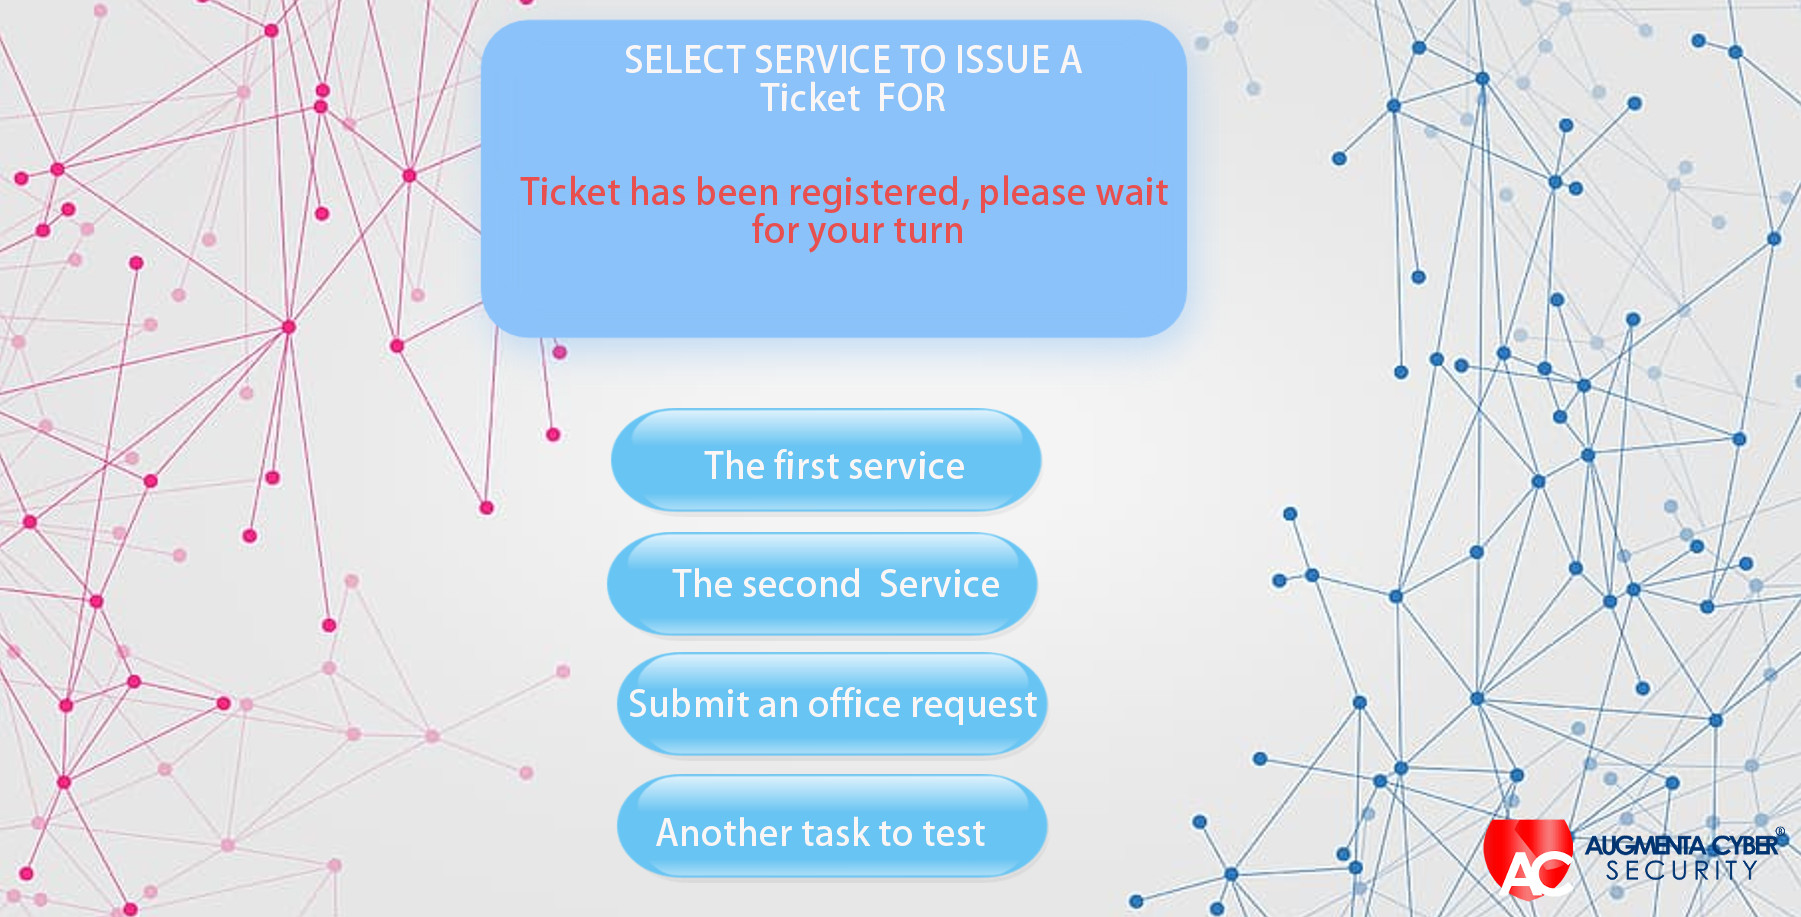 SELECT SERVICE TO ISSUE A
Ticket FOR
Ticket has been registered, please wait
for your turn
The first service
The second Service
Submit an office request
Another task to test
AC
AUGMENTA CYBER®
SECURITY